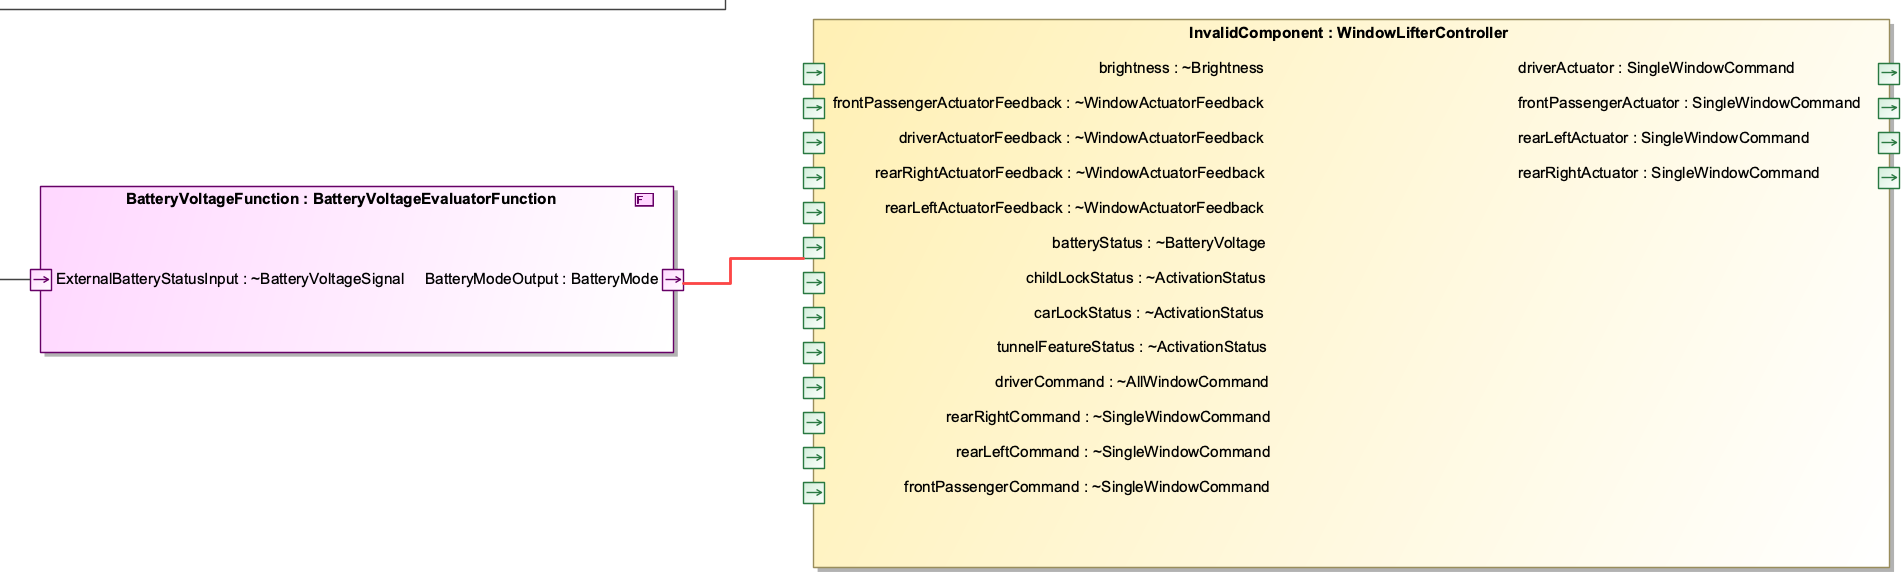 InvalidComponent : WindowLifterController
brightness : ~Brightness
frontPassengerActuatorFeedback : ~WindowActuatorFeedback
driverActuatorFeedback : ~WindowActuatorFeedback
rearRightActuatorFeedback : ~WindowActuatorFeedback
rearLeftActuatorFeedback : ~WindowActuatorFeedback
batteryStatus : ~BatteryVoltage
childLockStatus : ~ActivationStatus
carLockStatus : ~ActivationStatus
tunnelFeatureStatus : ~ActivationStatus
driverCommand : ~AllWindowCommand
rearRightCommand : ~SingleWindowCommand
rearLeftCommand : ~SingleWindowCommand
frontPassengerCommand : ~SingleWindowCommand
driverActuator : SingleWindowCommand
frontPassengerActuator : SingleWindowCommand
rearLeftActuator : SingleWindowCommand
rearRightActuator : SingleWindowCommand
BatteryVoltageFunction : BatteryVoltageEvaluatorFunction
F
ExternalBatteryStatusInput : ~BatteryVoltageSignal
BatteryModeOutput : BatteryMode